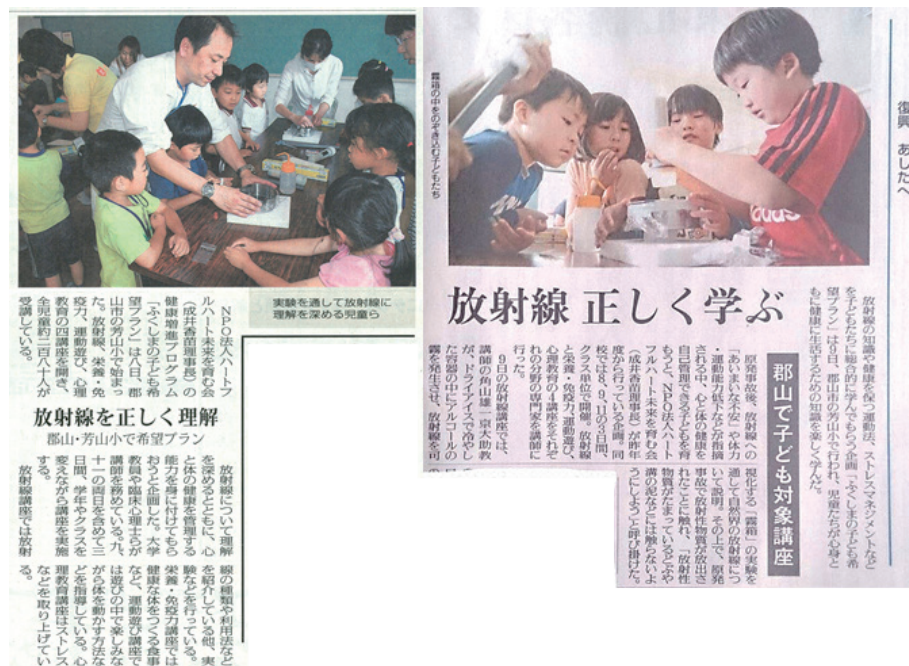 実験を通して放射線に
理解を深める児童ら
放射線を正しく理解
郡山・芳山小で希望プラン
ＮＰＯ法人ハートフ
ルハート未来を育む会
（成井香苗理事長）の
健康増進プログラム
「ふくしまの子ども希
望プラン」は八日、郡
山市の芳山小で始まっ
た。放射線、栄養・免
疫力、運動遊び、心理
教育の四講座を開き、
全児童約二百八十人が
受講している。
放射線について理解
を深めるとともに、心
と体の健康を管理する
能力を身に付けてもら
おうと企画した。大学
教員や臨床心理士らが
講師を務めている。九、
十一の両日を含めて三
日間、学年やクラスを
変えながら講座を実施
する。
放射線講座では放射
線の種類や利用法など
を紹介している他、実
験などを行っている。
栄養・免疫力講座では
健康な体をつくる食事
など、運動遊び講座で
は遊びの中で楽しみな
がら体を動かす方法な
どを指導している。心
理教育講座はストレス
などを取り上げてい
る。
復興 あしたへ
霧箱の中をのぞき込む子どもたち
放射線 正しく学ぶ
郡山で子ども対象講座
放射線の知識や健康を保つ運動法、ストレスマネジメントなど
を子どもたちに総合的に学んでもらう企画「ふくしまの子ども希
望プラン」は９日、郡山市の芳山小で行われ、児童たちが心身と
もに健康に生活するための知識を楽しく学んだ。
原発事故後、放射線への
「あいまいな不安」や体力
・運動能力低下などが指摘
される中、心と体の健康を
自己管理できる子どもを育
もうと、ＮＰＯ法人ハート
フルハート未来を育む会
（成井香苗理事長）が昨年
度から行っている企画。同
校では８、９、１１の３日間、
クラス単位で開催。放射線
と栄養・免疫力、運動遊び、
心理教育の４講座をそれぞ
れの分野の専門家を講師に
行った。
９日の放射線講座では、
講師の角山雄一京大助教
が、ドライアイスで冷やし
た容器の中にアルコールの
霧を発生させ、放射線を可
視化する「霧箱」の実験を
通して自然界の放射線につ
いて説明。その上で、原発
事故で放射性物質が放出さ
れたことに触れ、「放射性
物質がたまっているどぶや
溝の泥などには触らないよ
うにしよう」と呼び掛けた。